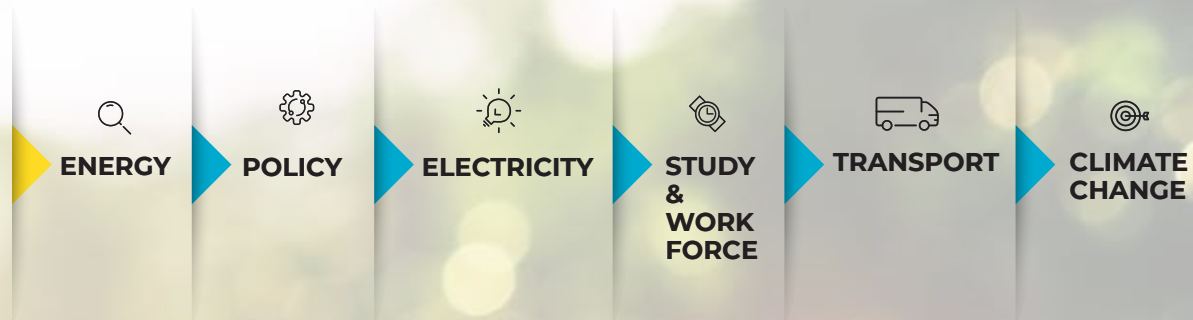 ENERGY
POLICY
ELECTRICITY
STUDY
&
WORK
FORCE
TRANSPORT
CLIMATE
CHANGE